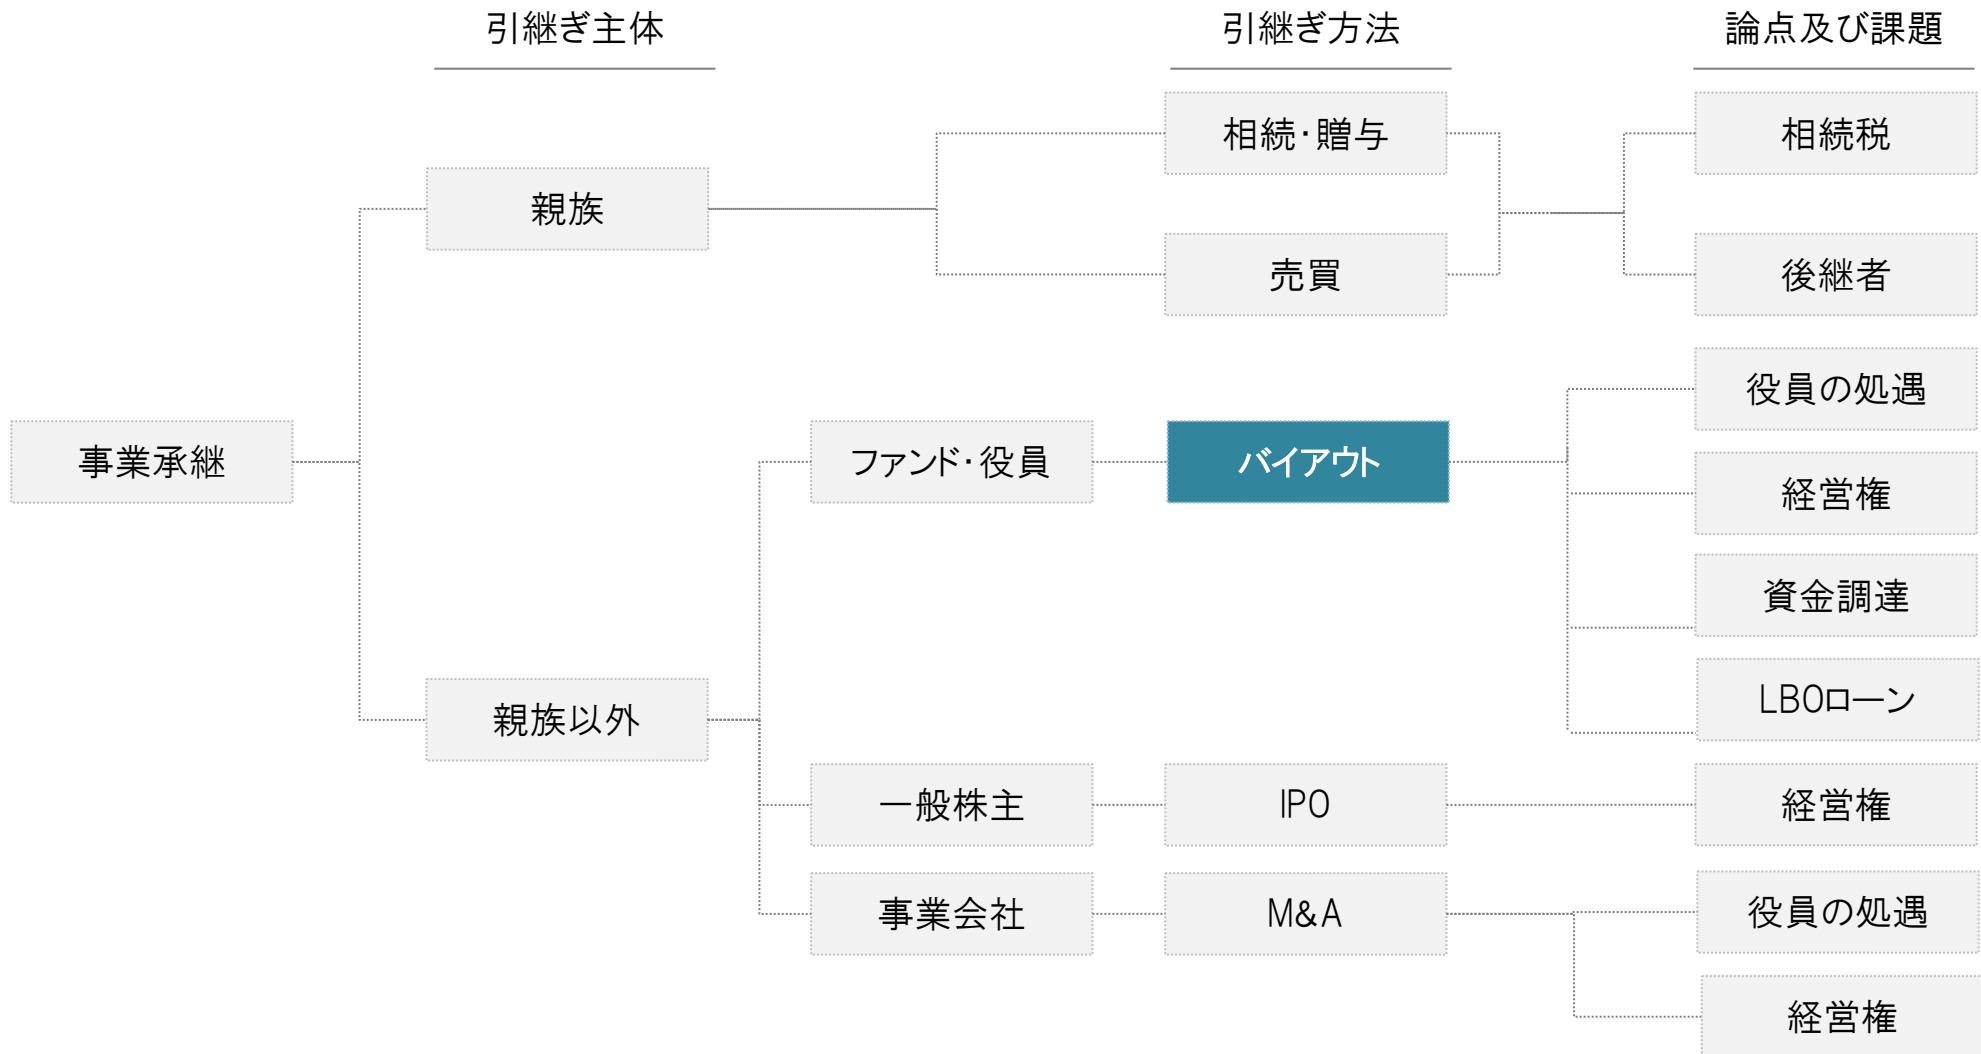 引継ぎ主体
引継ぎ方法
論点及び課題
相続・贈与
相続税
親族
売買
後継者
役員の処遇
事業承継
ファンド・役員
バイアウト
経営権
資金調達
親族以外
LBOローン
一般株主
IPO
経営権
事業会社
M&A
役員の処遇
経営権